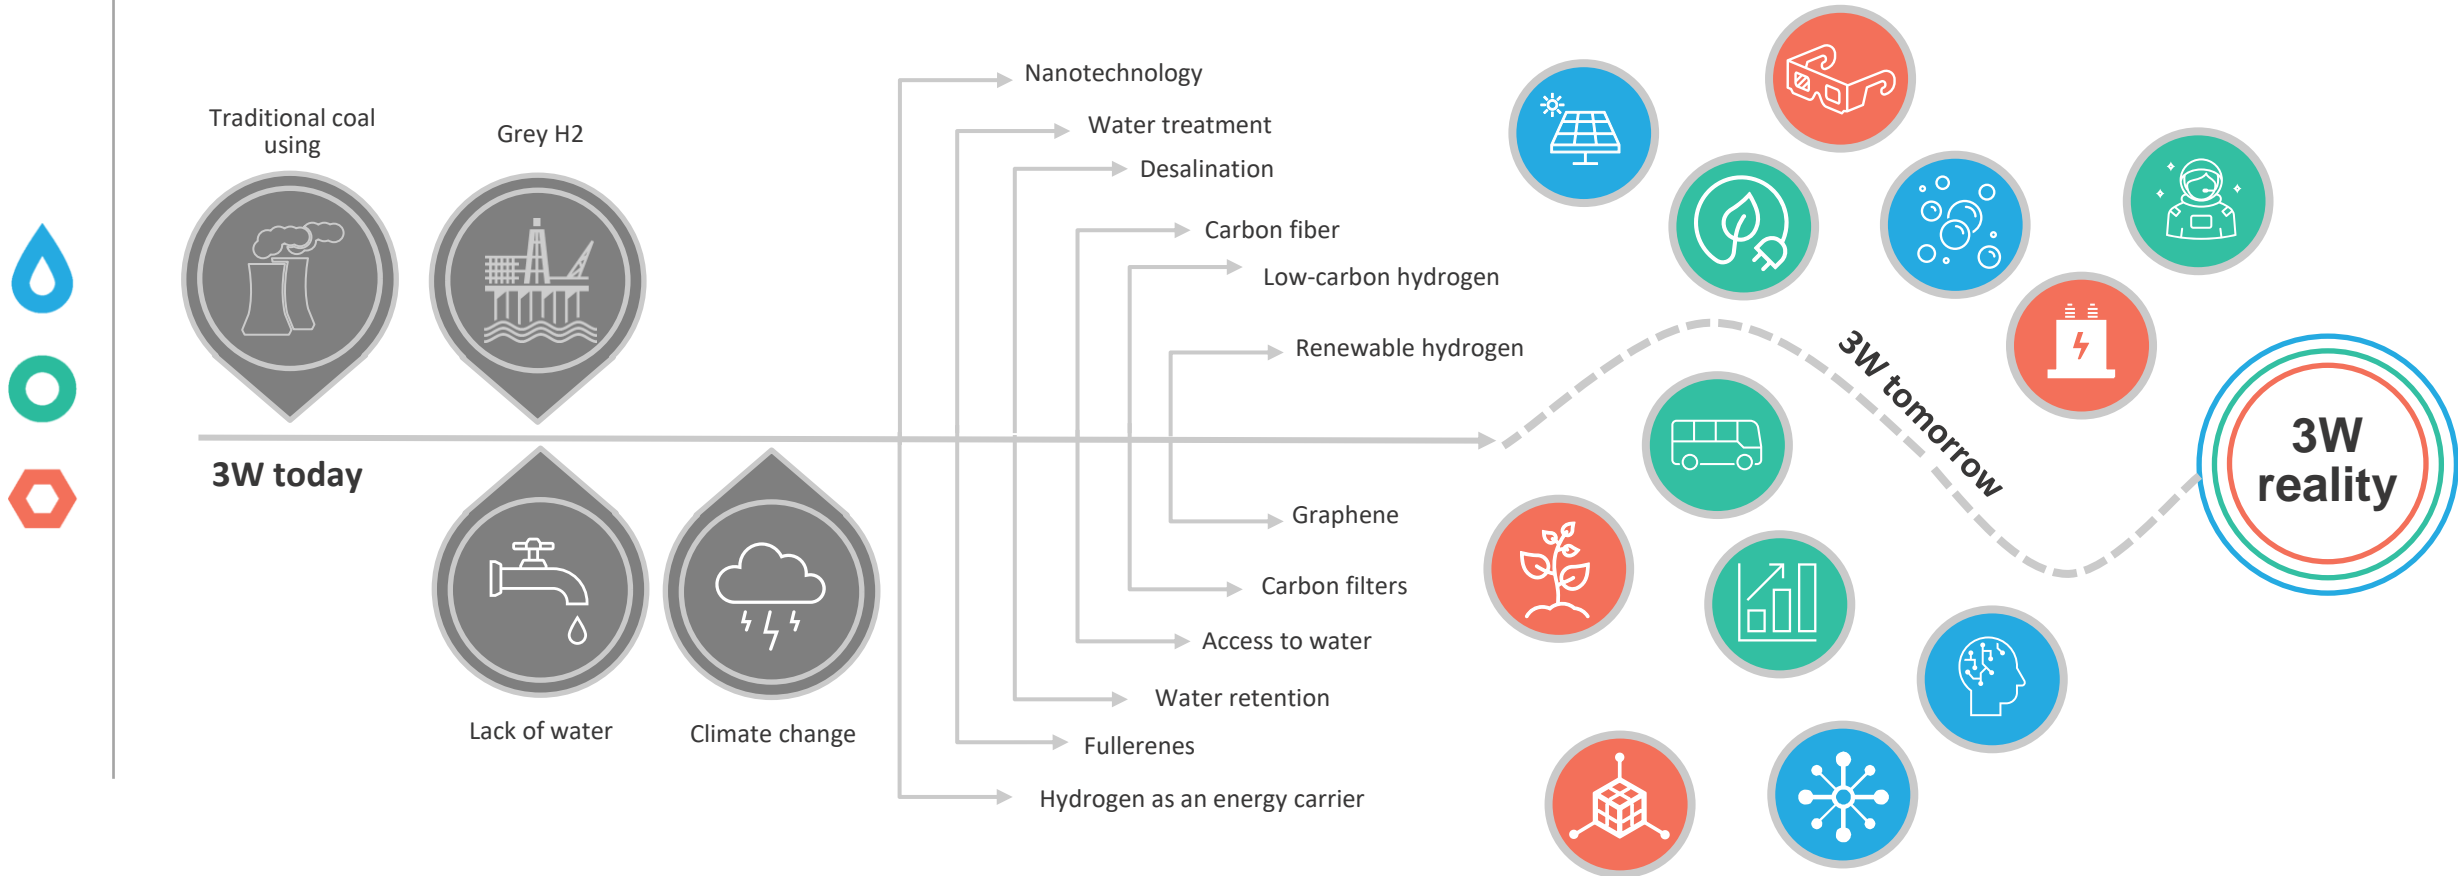 Traditional coal
using
Grey H2
3W today
Lack of water
Climate change
Nanotechnology
Water treatment
Desalination
Carbon fiber
Low-carbon hydrogen
Renewable hydrogen
Graphene
Carbon filters
Access to water
Water retention
Fullerenes
Hydrogen as an energy carrier
3W tomorrow
3W
reality